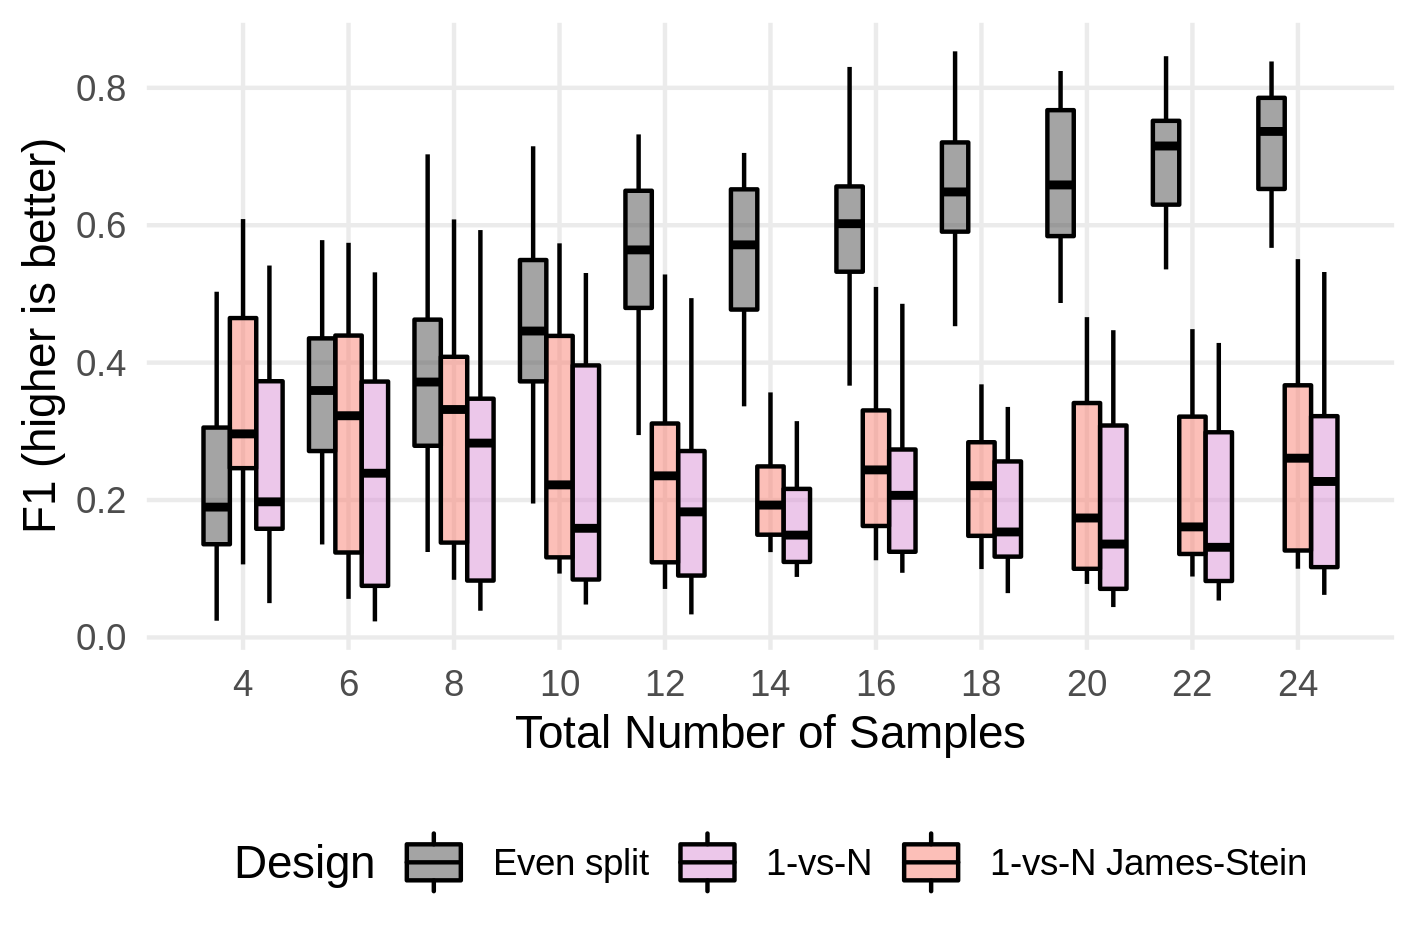 F1 (higher is better)
0.8
0.6
0.4
0.2
0.0
4 6 8 10 12 14 16 18 20 22 24
Total Number of Samples
Design Even split 1-vs-N 1-vs-N James-Stein